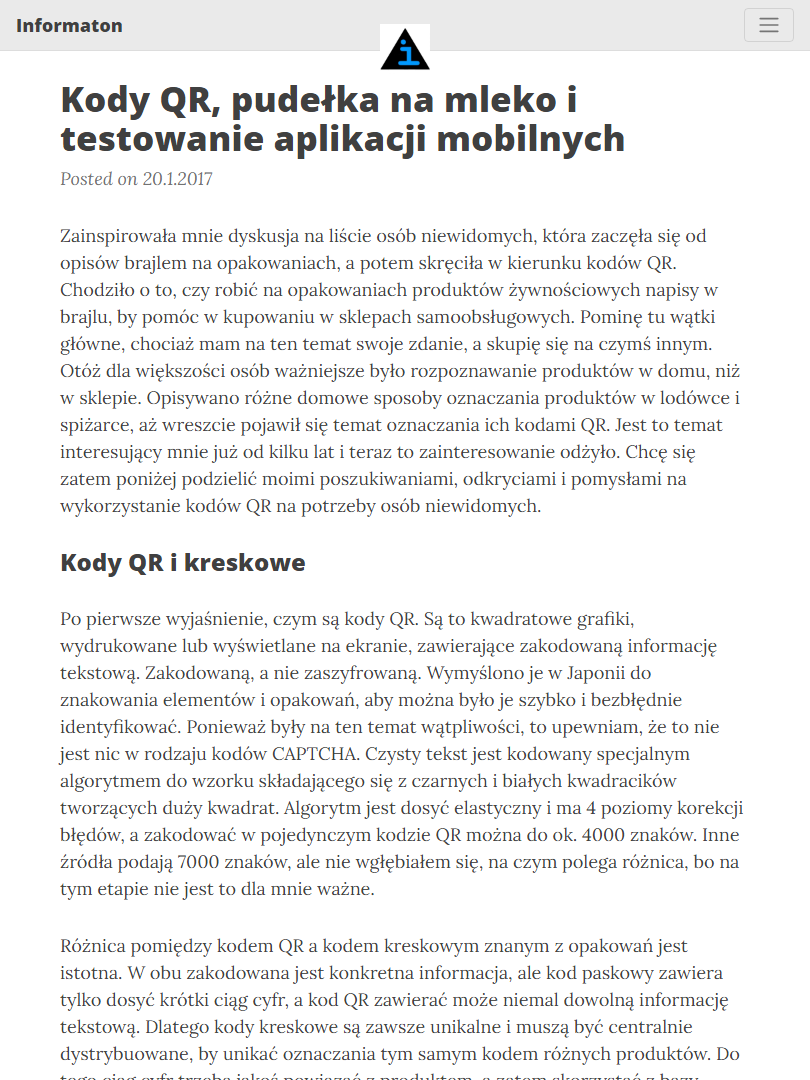 Informaton
Kody QR, pudełka na mleko i
testowanie aplikacji mobilnych
Posted on 20.1.2017
Zainspirowała mnie dyskusja na liście osób niewidomych, która zaczęła się od
opisów brajlem na opakowaniach, a potem skręciła w kierunku kodów QR.
Chodziło o to, czy robić na opakowaniach produktów żywnościowych napisy w
brajlu, by pomóc w kupowaniu w sklepach samoobsługowych. Pominę tu wątki
główne, chociaż mam na ten temat swoje zdanie, a skupię się na czymś innym.
Otóż dla większości osób ważniejsze było rozpoznawanie produktów w domu, niż
w sklepie. Opisywano różne domowe sposoby oznaczania produktów w lodówce i
spiżarce, aż wreszcie pojawił się temat oznaczania ich kodami QR. Jest to temat
interesujący mnie już od kilku lat i teraz to zainteresowanie odżyło. Chcę się
zatem poniżej podzielić moimi poszukiwaniami, odkryciami i pomysłami na
wykorzystanie kodów QR na potrzeby osób niewidomych.
Kody QR i kreskowe
Po pierwsze wyjaśnienie, czym są kody QR. Są to kwadratowe grafiki,
wydrukowane lub wyświetlane na ekranie, zawierające zakodowaną informację
tekstową. Zakodowaną, a nie zaszyfrowaną. Wymyślono je w Japonii do
znakowania elementów i opakowań, aby można było je szybko i bezbłędnie
identyfikować. Ponieważ były na ten temat wątpliwości, to upewniam, że to nie
jest nic w rodzaju kodów CAPTCHA. Czysty tekst jest kodowany specjalnym
algorytmem do wzorku składającego się z czarnych i białych kwadracików
tworzących duży kwadrat. Algorytm jest dosyć elastyczny i ma 4 poziomy korekcji
błędów, a zakodować w pojedynczym kodzie QR można do ok. 4000 znaków. Inne
źródła podają 7000 znaków, ale nie wgłębiałem się, na czym polega różnica, bo na
tym etapie nie jest to dla mnie ważne.
Różnica pomiędzy kodem QR a kodem kreskowym znanym z opakowań jest
istotna. W obu zakodowana jest konkretna informacja, ale kod paskowy zawiera
tylko dosyć krótki ciąg cyfr, a kod QR zawierać może niemal dowolną informację
tekstową. Dlatego kody kreskowe są zawsze unikalne i muszą być centralnie
dystrybuowane, by unikać oznaczania tym samym kodem różnych produktów. Do
tego ciąg cyfr trzeba jakoś powiązać z produktem, a zatem skorzystać z bazy